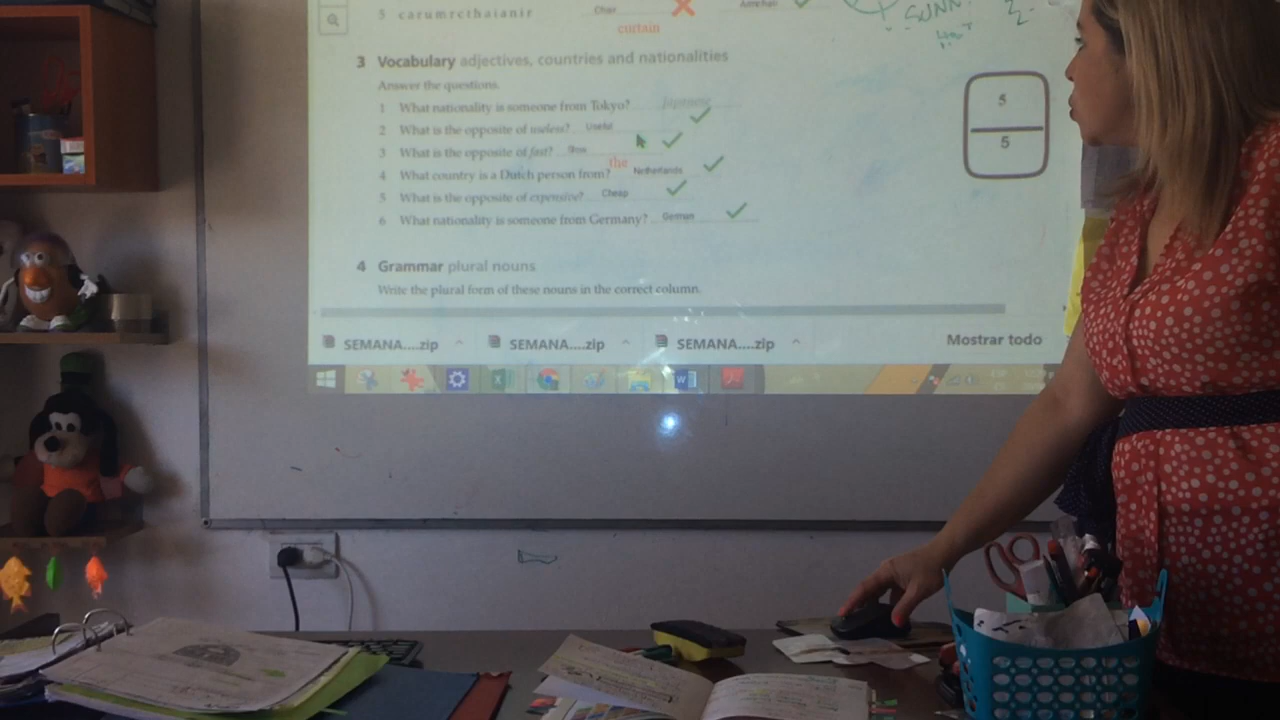 5 carumrcthaianir Chair Armchair
curtain
SUNN
3 Vocabulary adjectives, countries and nationalities
Answer the questions.
1 What nationality is someone from Tokyo? Japanese
2 What is the opposite of useless? Useful
3 What is the opposite of fast? Slow
the
4 What country is a Dutch person from? Netherlands
5 What is the opposite of expensive? Cheap
6 What nationality is someone from Germany? German
5
5
4 Grammar plural nouns
Write the plural form of these nouns in the correct column.
SEMANA....zip SEMANA....zip SEMANA....zip Mostrar todo